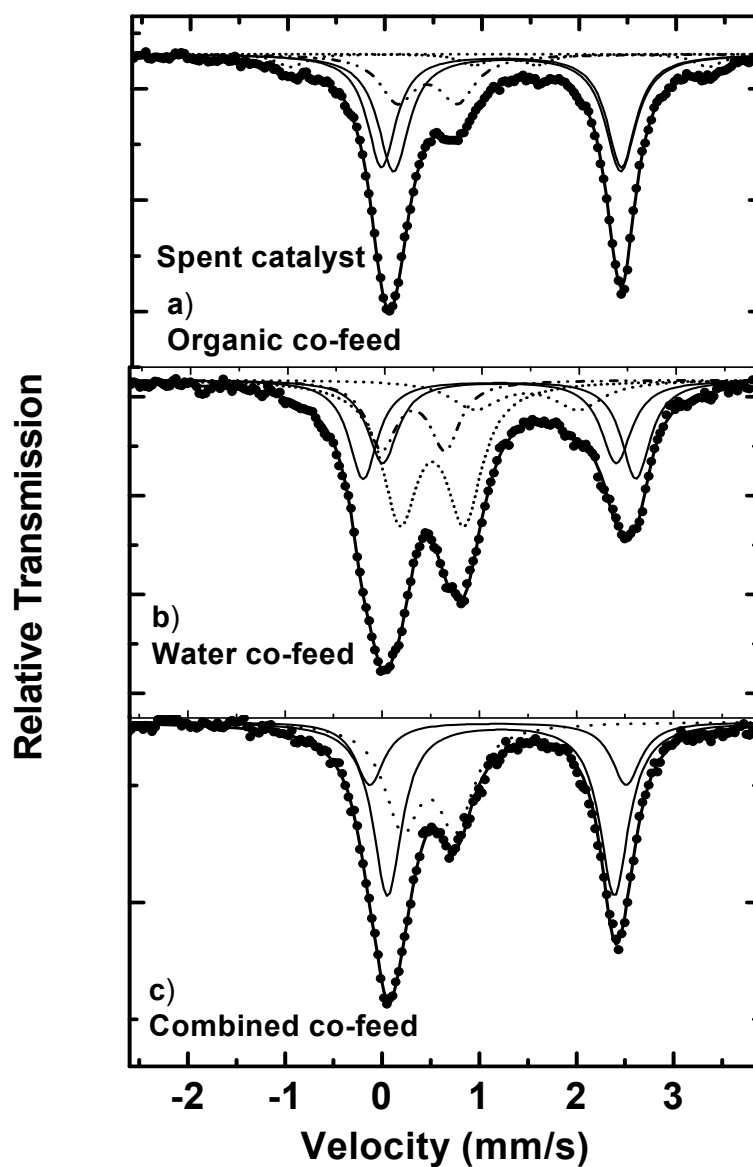 Relative Transmission
Spent catalyst
a)
Organic co-feed
b)
Water co-feed
c)
Combined co-feed
-2 -1 0 1 2 3
Velocity (mm/s)